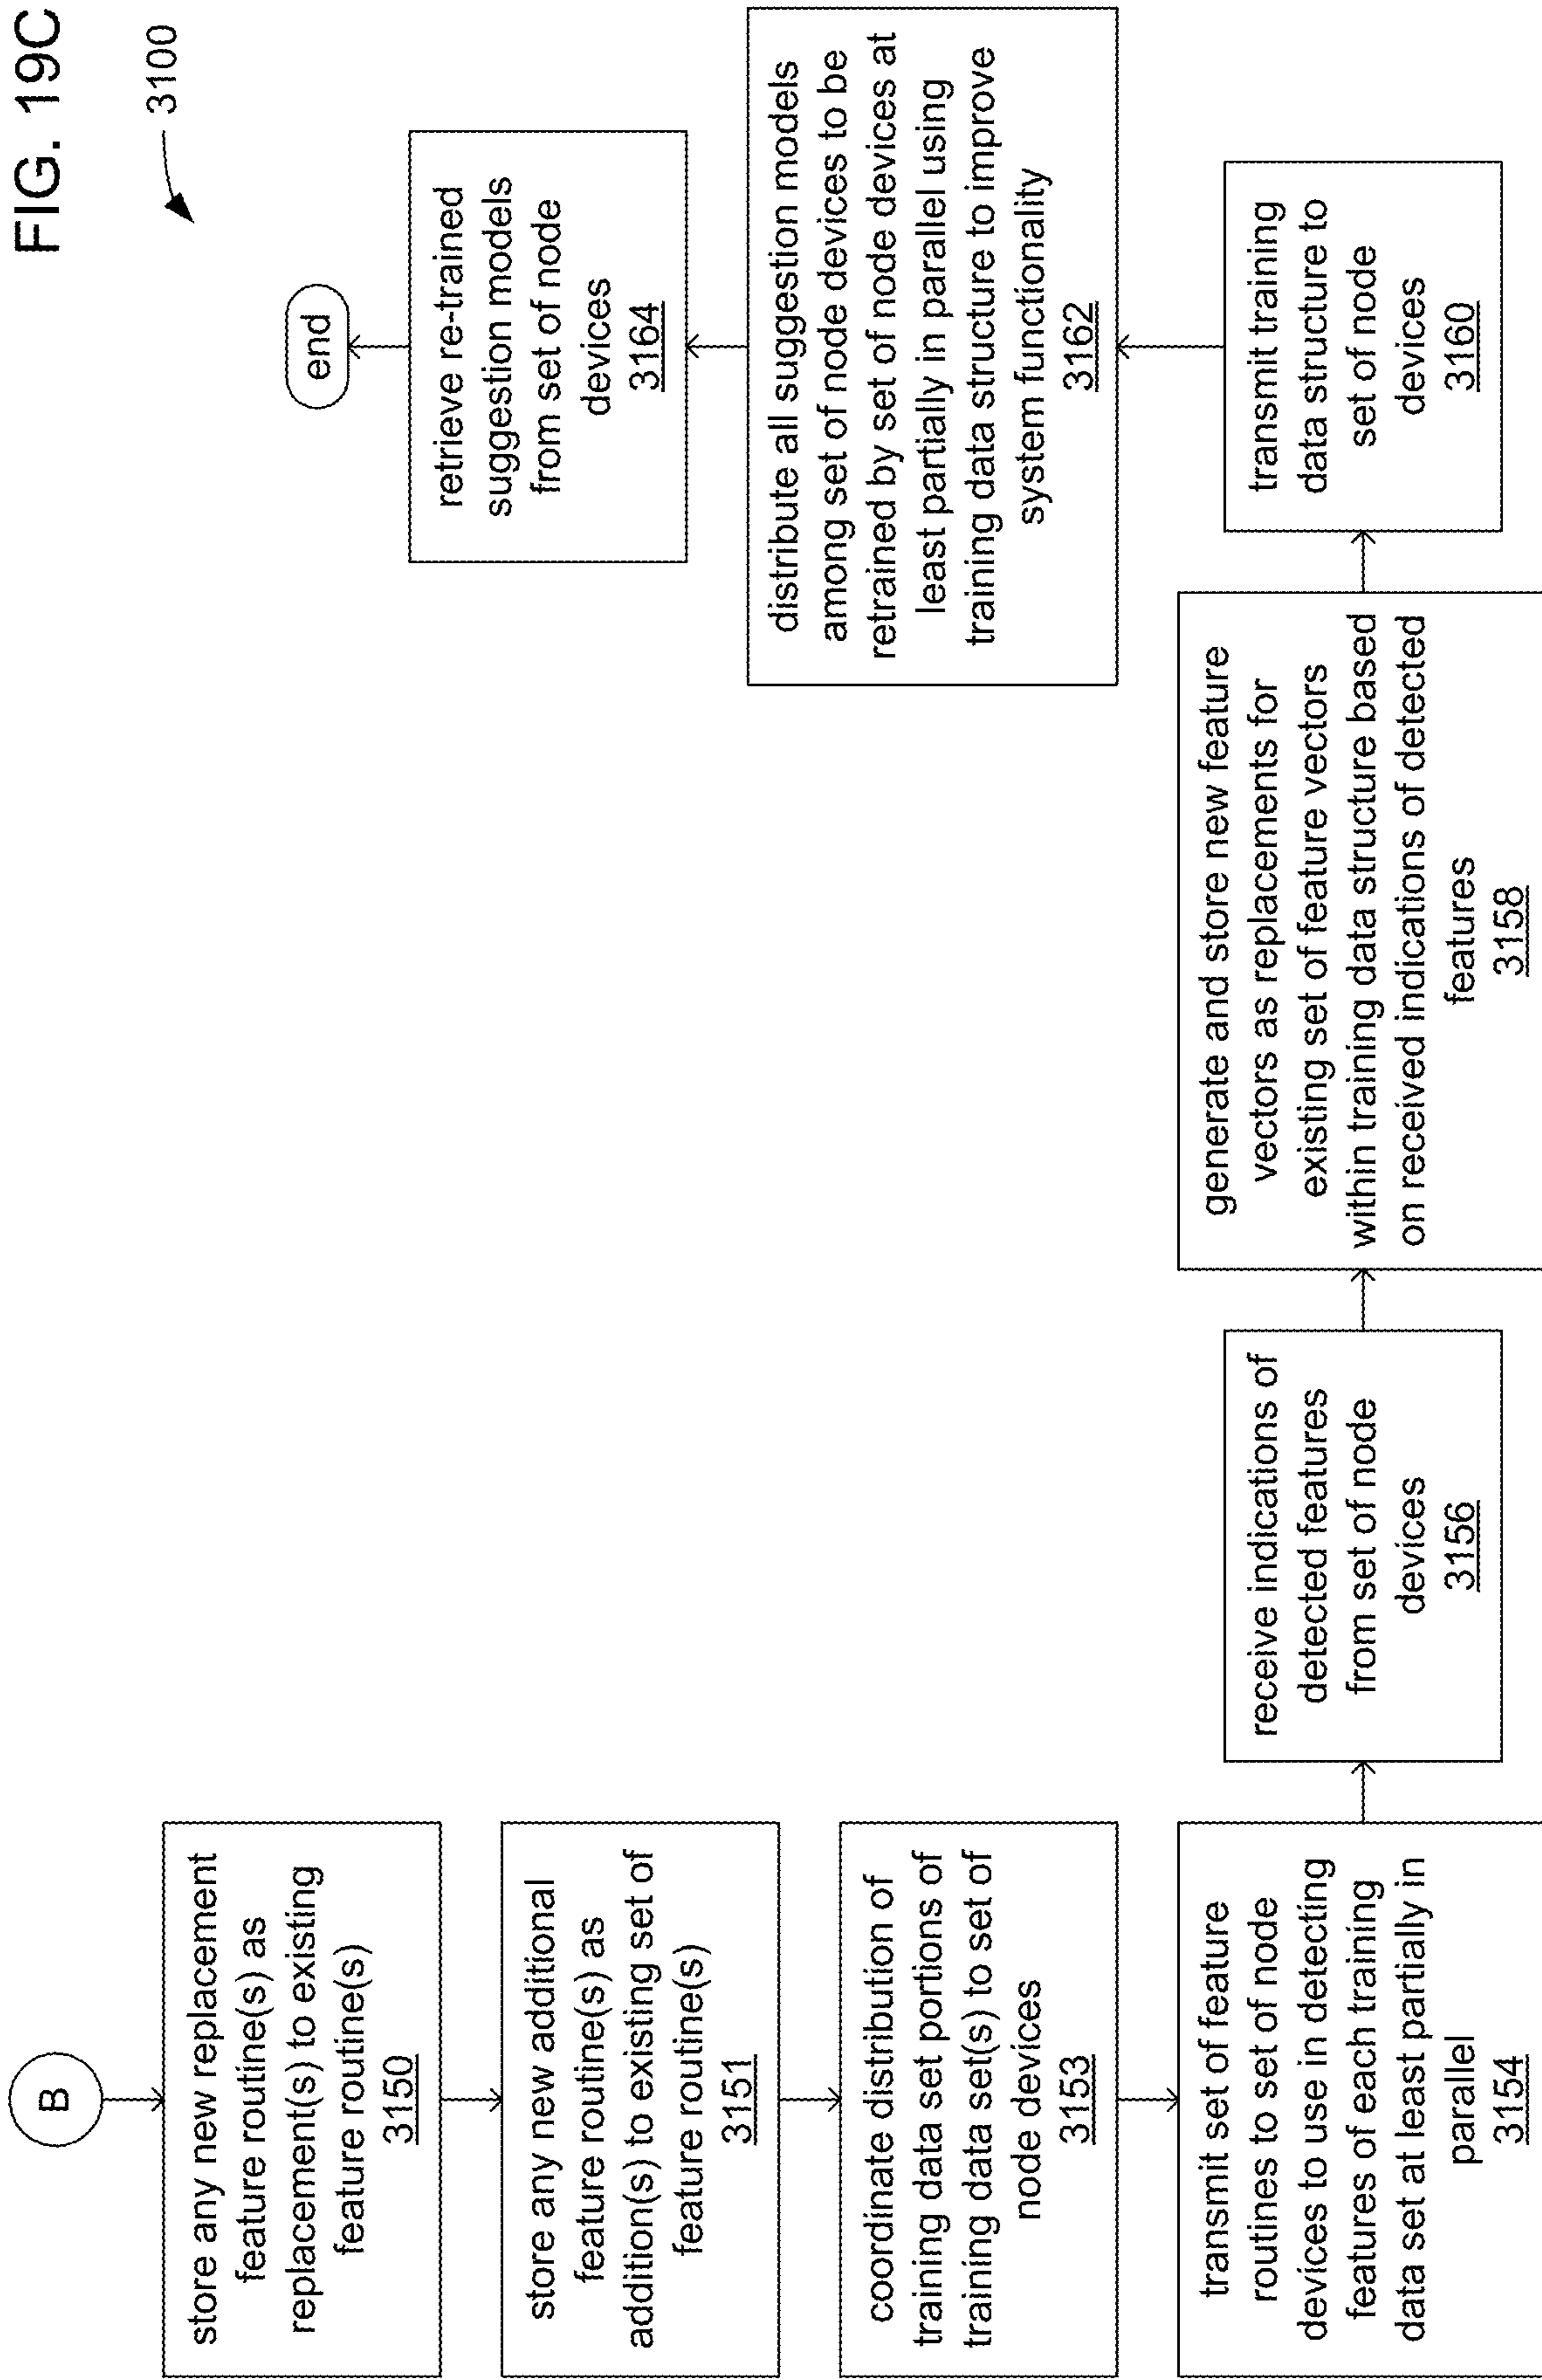 FIG. 19C
3100
B
store any new replacement
feature routine(s) as
replacement(s) to existing
feature routine(s)
3150
store any new additional
feature routine(s) as
addition(s) to existing set of
feature routine(s)
3151
coordinate distribution of
training data set portions of
training data set(s) to set of
node devices
3153
transmit set of feature
routines to set of node
devices to use in detecting
features of each training
data set at least partially in
parallel
3154
receive indications of
detected features
from set of node
devices
3156
generate and store new feature
vectors as replacements for
existing set of feature vectors
within training data structure based
on received indications of detected
features
3158
transmit training
data structure to
set of node
devices
3160
distribute all suggestion models
among set of node devices to be
retrained by set of node devices at
least partially in parallel using
training data structure to improve
system functionality
3162
retrieve re-trained
suggestion models
from set of node
devices
3164
end